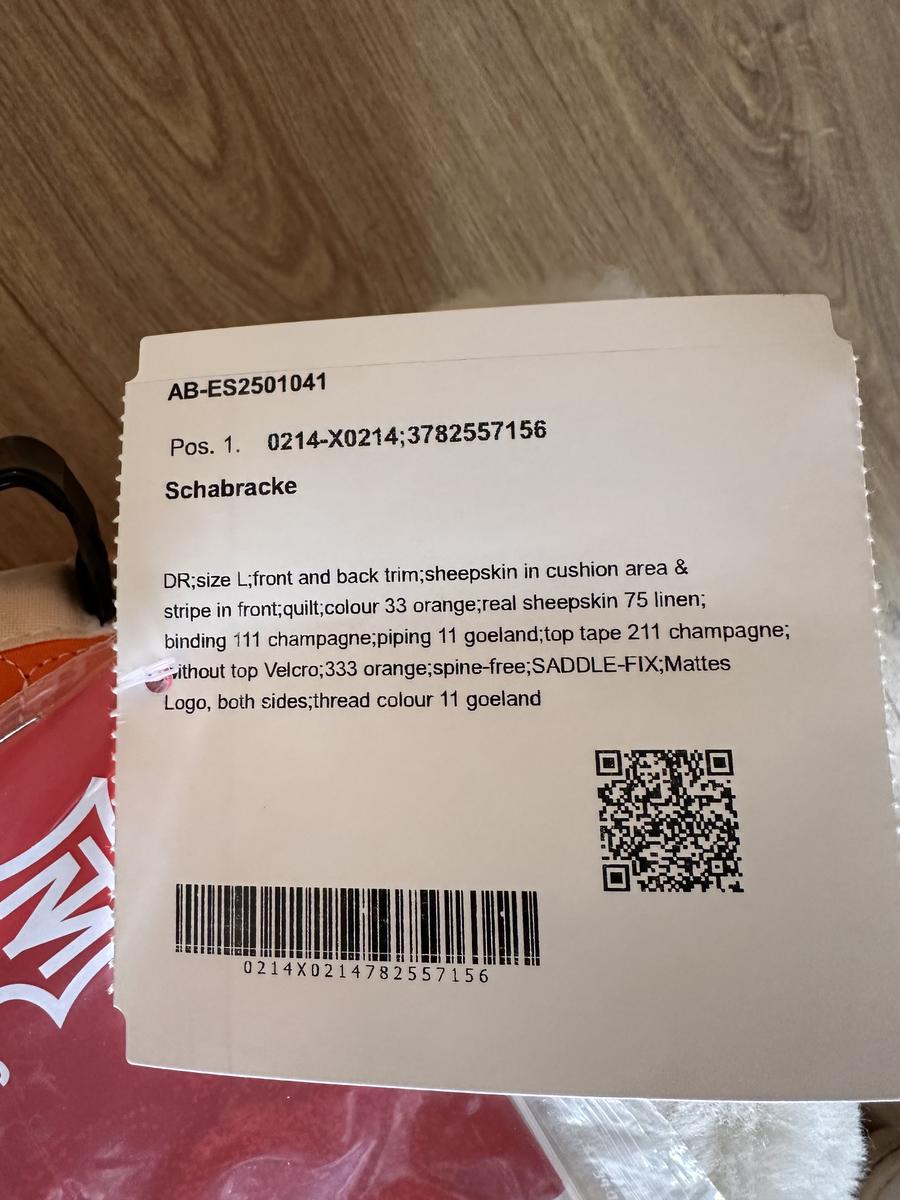 AB-ES2501041
Pos. 1. 0214-X0214;3782557156
Schabracke
DR;size L;front and back trim;sheepskin in cushion area &
stripe in front;quilt;colour 33 orange;real sheepskin 75 linen;
binding 111 champagne;piping 11 goeland;top tape 211 champagne;
without top Velcro;333 orange;spine-free;SADDLE-FIX;Mattes
Logo, both sides;thread colour 11 goeland
0214X0214782557156